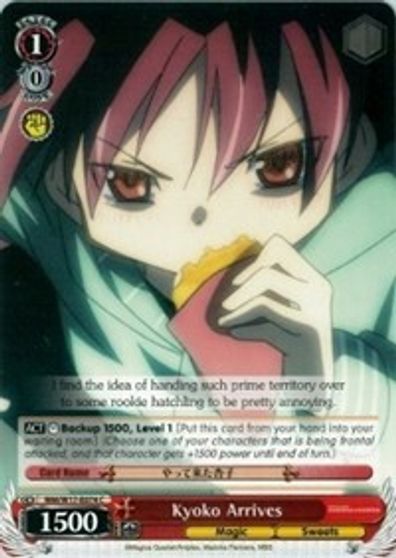 1
0
I find the idea of handing such prime territory over
to some rookie hatchling to be pretty annoying.
ACT Backup 1500, Level 1 [Put this card from your hand into your
waiting room] (Choose one of your characters that is being frontal
attacked, and that character gets +1500 power until end of turn.)
Card Name やって来た杏子
1500 Kyoko Arrives
Magic Sweets